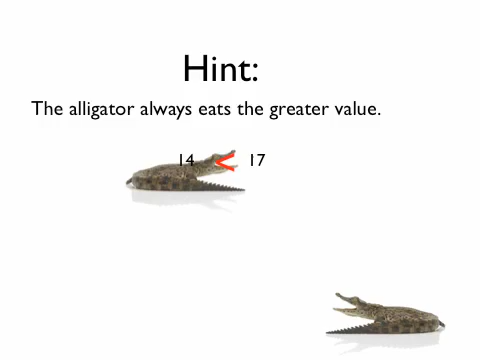 Hint:
The alligator always eats the greater value.
14 < 17